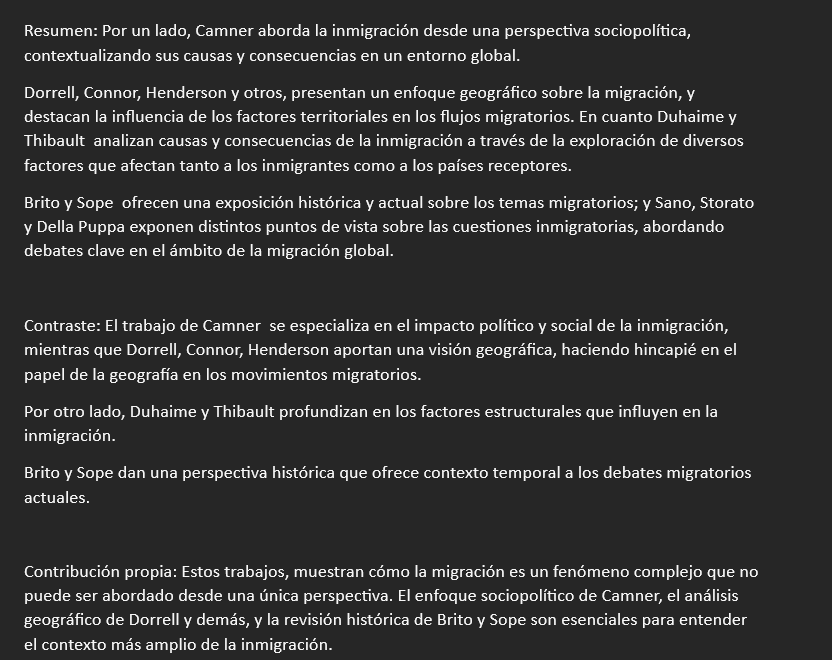 Resumen: Por un lado, Camner aborda la inmigración desde una perspectiva sociopolítica,
contextualizando sus causas y consecuencias en un entorno global.
Dorrell, Connor, Henderson y otros, presentan un enfoque geográfico sobre la migración, y
destacan la influencia de los factores territoriales en los flujos migratorios. En cuanto Duhaime y
Thibault  analizan causas y consecuencias de la inmigración a través de la exploración de diversos
factores que afectan tanto a los inmigrantes como a los países receptores.
Brito y Sope  ofrecen una exposición histórica y actual sobre los temas migratorios; y Sano, Storato
y Della Puppa exponen distintos puntos de vista sobre las cuestiones inmigratorias, abordando
debates clave en el ámbito de la migración global.
Contraste: El trabajo de Camner  se especializa en el impacto político y social de la inmigración,
mientras que Dorrell, Connor, Henderson aportan una visión geográfica, haciendo hincapié en el
papel de la geografía en los movimientos migratorios.
Por otro lado, Duhaime y Thibault profundizan en los factores estructurales que influyen en la
inmigración.
Brito y Sope dan una perspectiva histórica que ofrece contexto temporal a los debates migratorios
actuales.
Contribución propia: Estos trabajos, muestran cómo la migración es un fenómeno complejo que no
puede ser abordado desde una única perspectiva. El enfoque sociopolítico de Camner, el análisis
geográfico de Dorrell y demás, y la revisión histórica de Brito y Sope son esenciales para entender
el contexto más amplio de la inmigración.